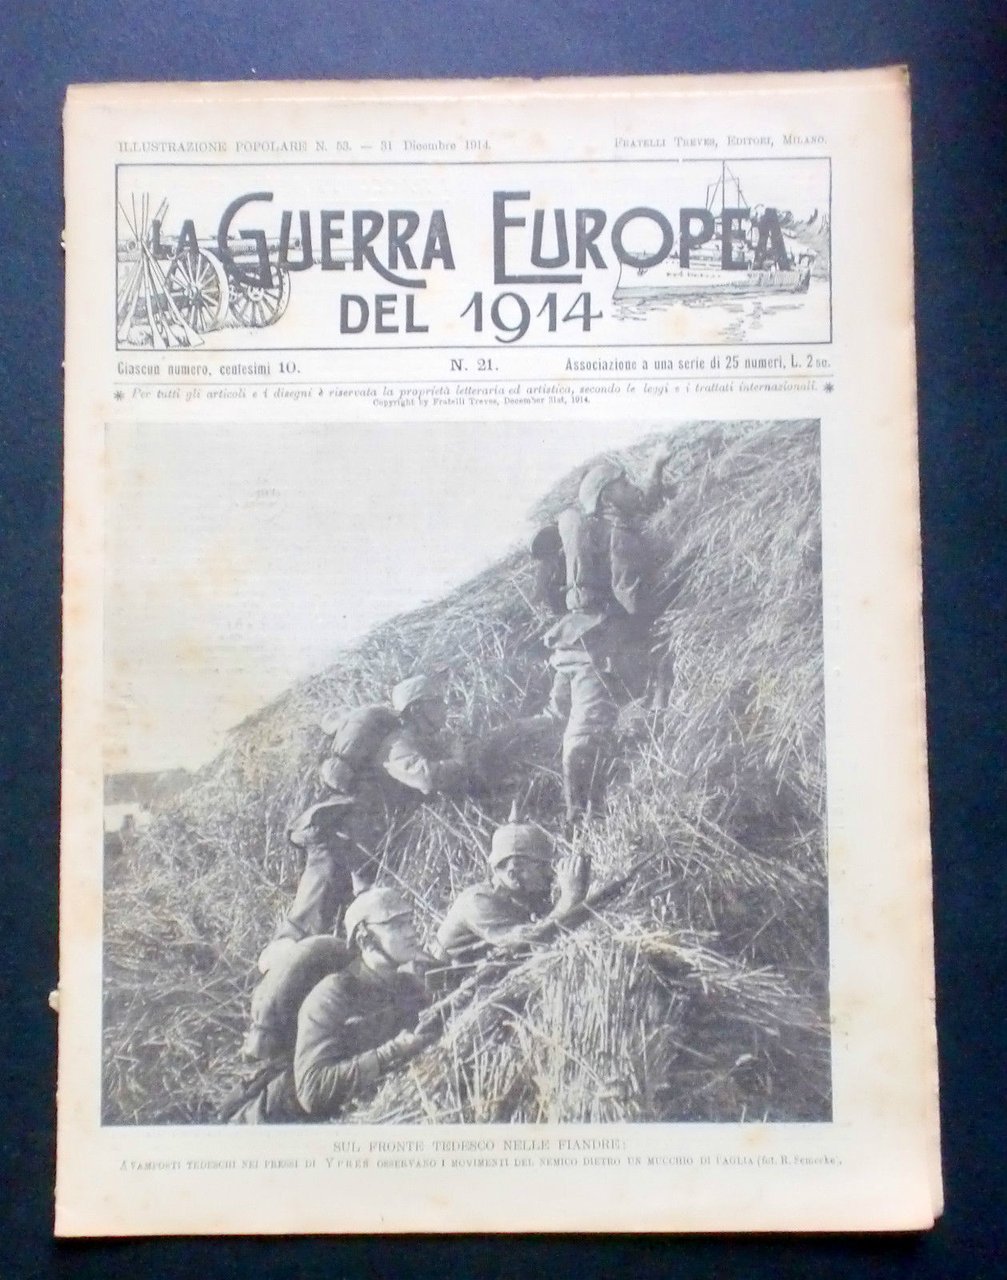 ILLUSTRAZIONE POPOLARE N. 53. — 31 Dicembre 1914. FRATELLI TREVES, EDITORI, MILANO.
LA GUERRA EUROPEA
DEL 1914
Ciascun numero, centesimi 10. N. 21. Associazione a una serie di 25 numeri, L. 2 50.
* Per tutti gli articoli e i disegni è riservata la proprietà letteraria ed artistica, secondo le leggi e i trattati internazionali. *
Copyright by Fratelli Treves, December 31st, 1914.
SUL FRONTE TEDESCO NELLE FIANDRE:
AVAMPOSTI TEDESCHI NEI PRESSI DI YPRES OSSERVANO I MOVIMENTI DEL NEMICO DIETRO UN MUCCHIO DI PAGLIA (fot. R.